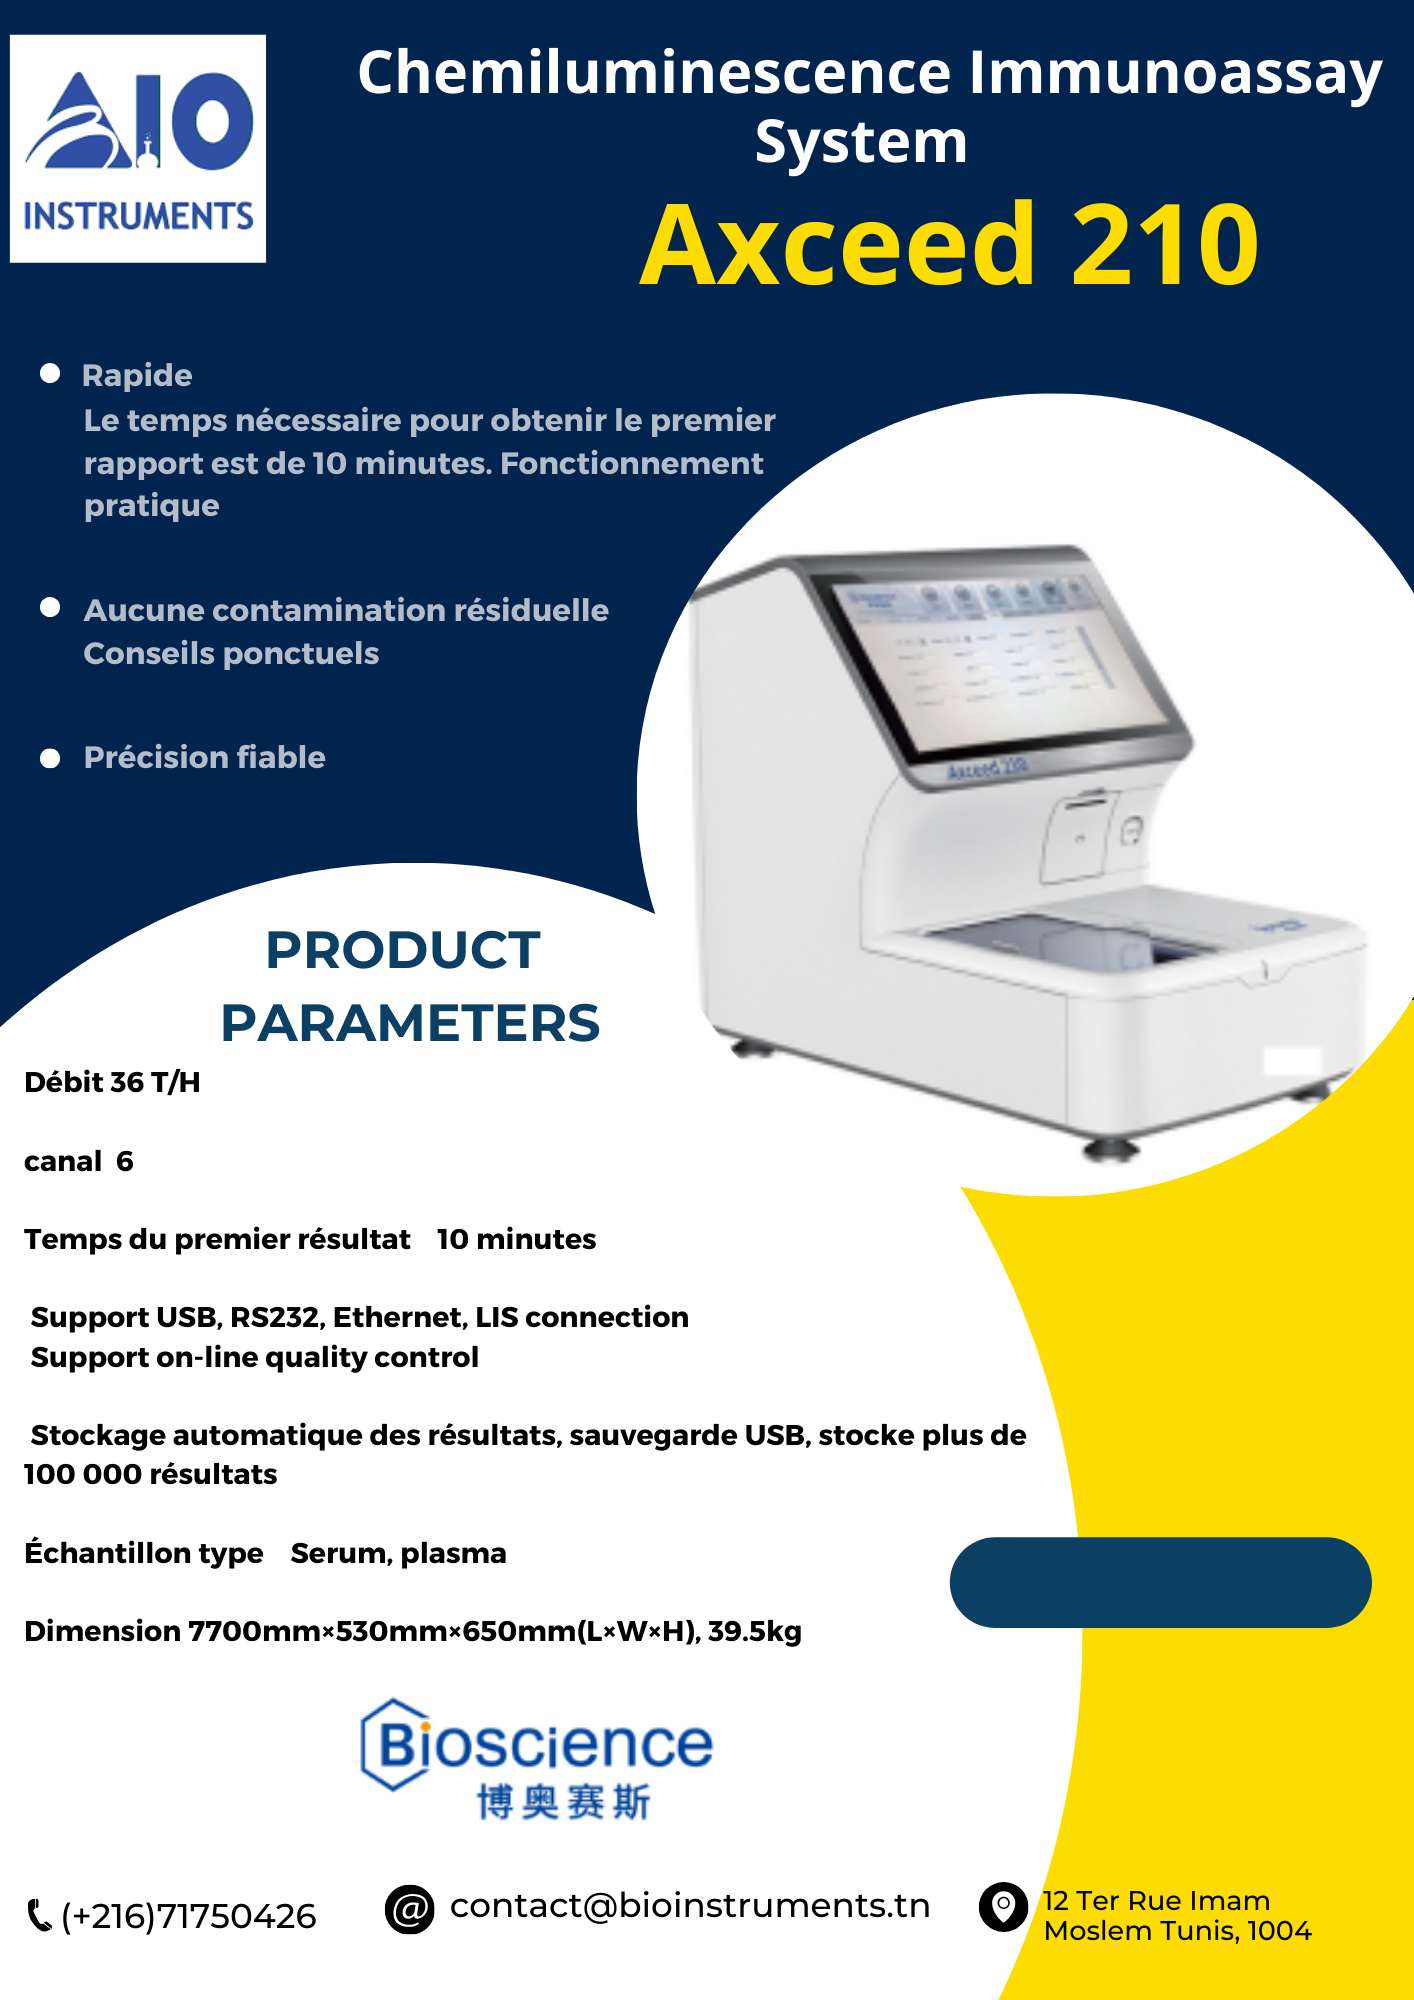 BIO
INSTRUMENTS
Chemiluminescence Immunoassay
System
Axceed 210
Rapide
Le temps nécessaire pour obtenir le premier
rapport est de 10 minutes. Fonctionnement
pratique
Aucune contamination résiduelle
Conseils ponctuels
Précision fiable
Axceed 210
PRODUCT
PARAMETERS
Débit 36 T/H
canal 6
Temps du premier résultat 10 minutes
Support USB, RS232, Ethernet, LIS connection
Support on-line quality control
Stockage automatique des résultats, sauvegarde USB, stocke plus de
100 000 résultats
Échantillon type Serum, plasma
Dimension 7700mm×530mm×650mm(L×W×H), 39.5kg
Bioscience
博奥赛斯
(+216)71750426
contact@bioinstruments.tn
12 Ter Rue Imam
Moslem Tunis, 1004